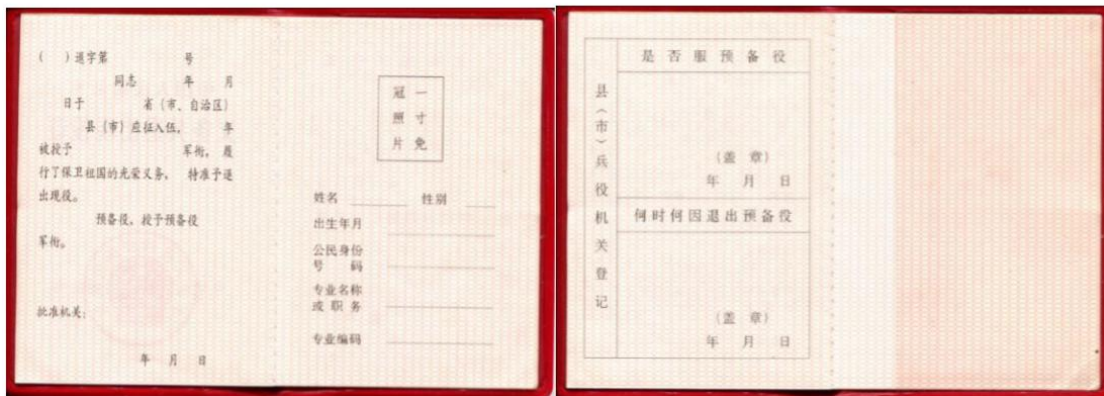 （　）退字第　　　号
同志　　年　月
日于　　省（市、自治区）
县（市）应征入伍，　　年
被授予　　　　军衔，履
行了保卫祖国的光荣义务，特准予退
出现役。
预备役，授予预备役
军衔。
批准机关：
年　月　日
一寸免冠照片
姓名　　性别
出生年月
公民身份
号　码
专业名称
或职务
专业编码
县（市）兵役机关登记
是否服预备役
（盖　章）
年　月　日
何时何因退出预备役
（盖　章）
年　月　日